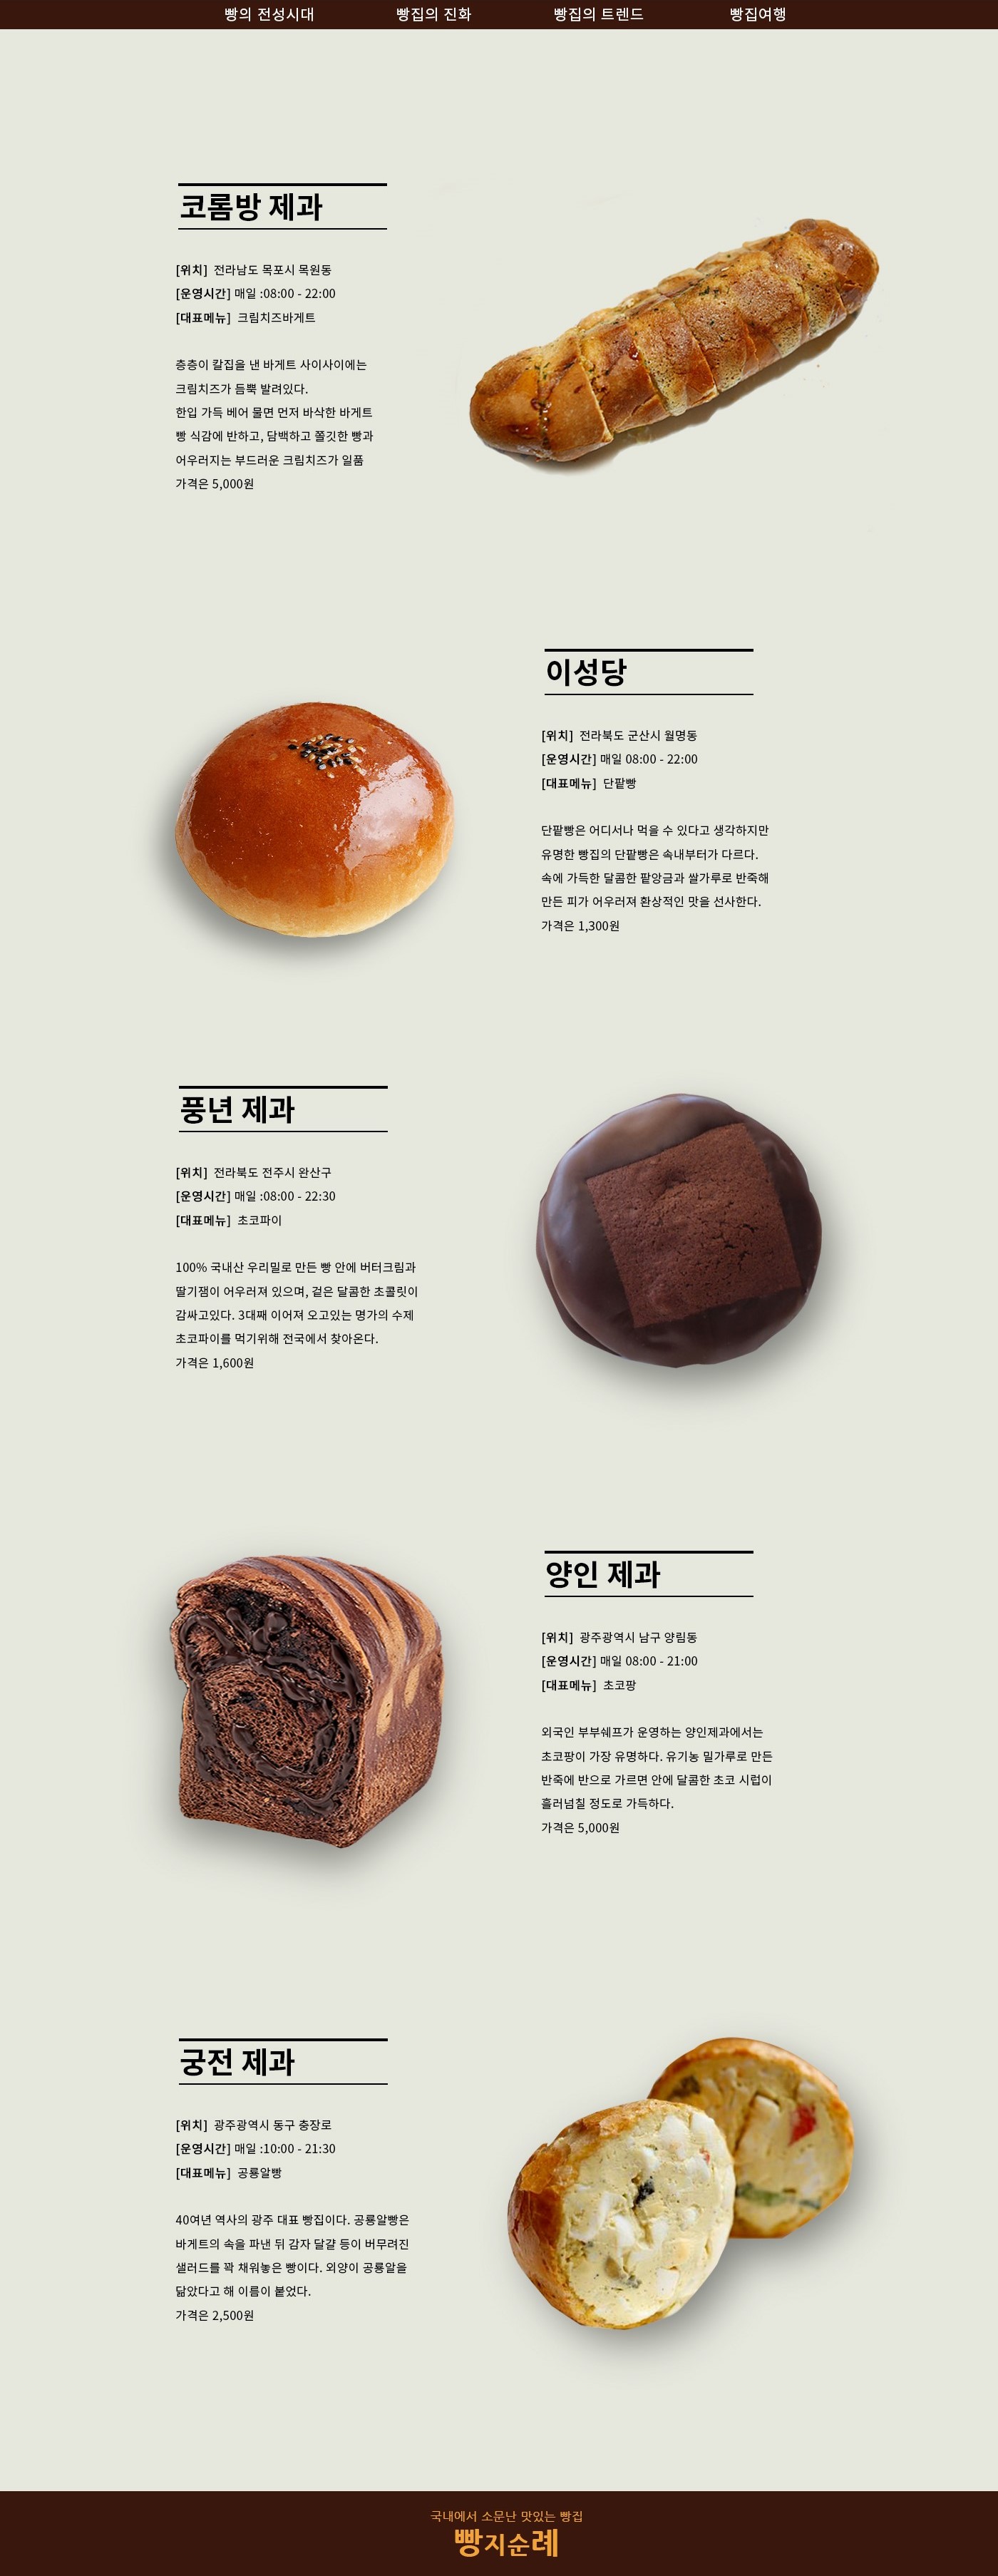 빵의 전성시대 빵집의 진화 빵집의 트렌드 빵집여행
코롬방 제과
[위치] 전라남도 목포시 목원동
[운영시간] 매일 :08:00 - 22:00
[대표메뉴] 크림치즈바게트
층층이 칼집을 낸 바게트 사이사이에는
크림치즈가 듬뿍 발려있다.
한입 가득 베어 물면 먼저 바삭한 바게트
빵 식감에 반하고, 담백하고 쫄깃한 빵과
어우러지는 부드러운 크림치즈가 일품
가격은 5,000원
이성당
[위치] 전라북도 군산시 월명동
[운영시간] 매일 08:00 - 22:00
[대표메뉴] 단팥빵
단팥빵은 어디서나 먹을 수 있다고 생각하지만
유명한 빵집의 단팥빵은 속내부터가 다르다.
속에 가득한 달콤한 팥앙금과 쌀가루로 반죽해
만든 피가 어우러져 환상적인 맛을 선사한다.
가격은 1,300원
풍년 제과
[위치] 전라북도 전주시 완산구
[운영시간] 매일 :08:00 - 22:30
[대표메뉴] 초코파이
100% 국내산 우리밀로 만든 빵 안에 버터크림과
딸기잼이 어우러져 있으며, 겉은 달콤한 초콜릿이
감싸고있다. 3대째 이어져 오고있는 명가의 수제
초코파이를 먹기위해 전국에서 찾아온다.
가격은 1,600원
양인 제과
[위치] 광주광역시 남구 양림동
[운영시간] 매일 08:00 - 21:00
[대표메뉴] 초코팡
외국인 부부쉐프가 운영하는 양인제과에서는
초코팡이 가장 유명하다. 유기농 밀가루로 만든
반죽에 반으로 가르면 안에 달콤한 초코 시럽이
흘러넘칠 정도로 가득하다.
가격은 5,000원
궁전 제과
[위치] 광주광역시 동구 충장로
[운영시간] 매일 :10:00 - 21:30
[대표메뉴] 공룡알빵
40여년 역사의 광주 대표 빵집이다. 공룡알빵은
바게트의 속을 파낸 뒤 감자 달걀 등이 버무려진
샐러드를 꽉 채워놓은 빵이다. 외양이 공룡알을
닮았다고 해 이름이 붙었다.
가격은 2,500원
국내에서 소문난 맛있는 빵집
빵지순례